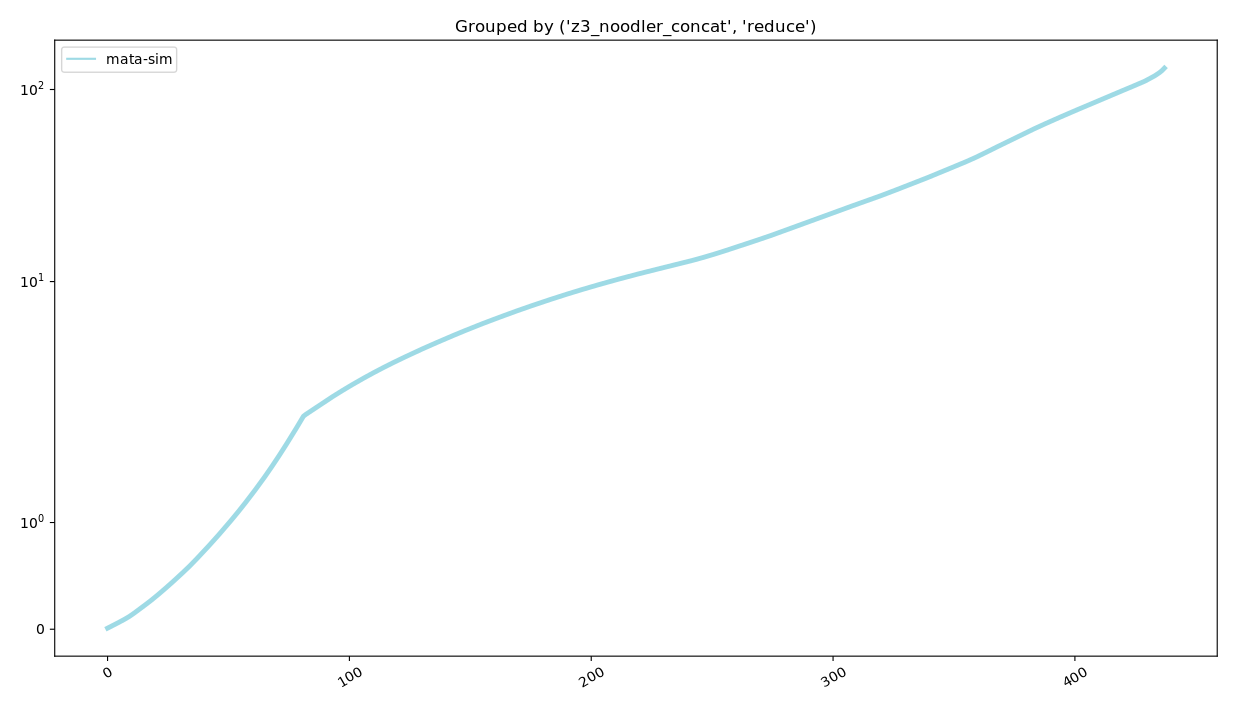 Grouped by ('z3_noodler_concat', 'reduce')
mata-sim
10²
10¹
10⁰
0
0 100 200 300 400